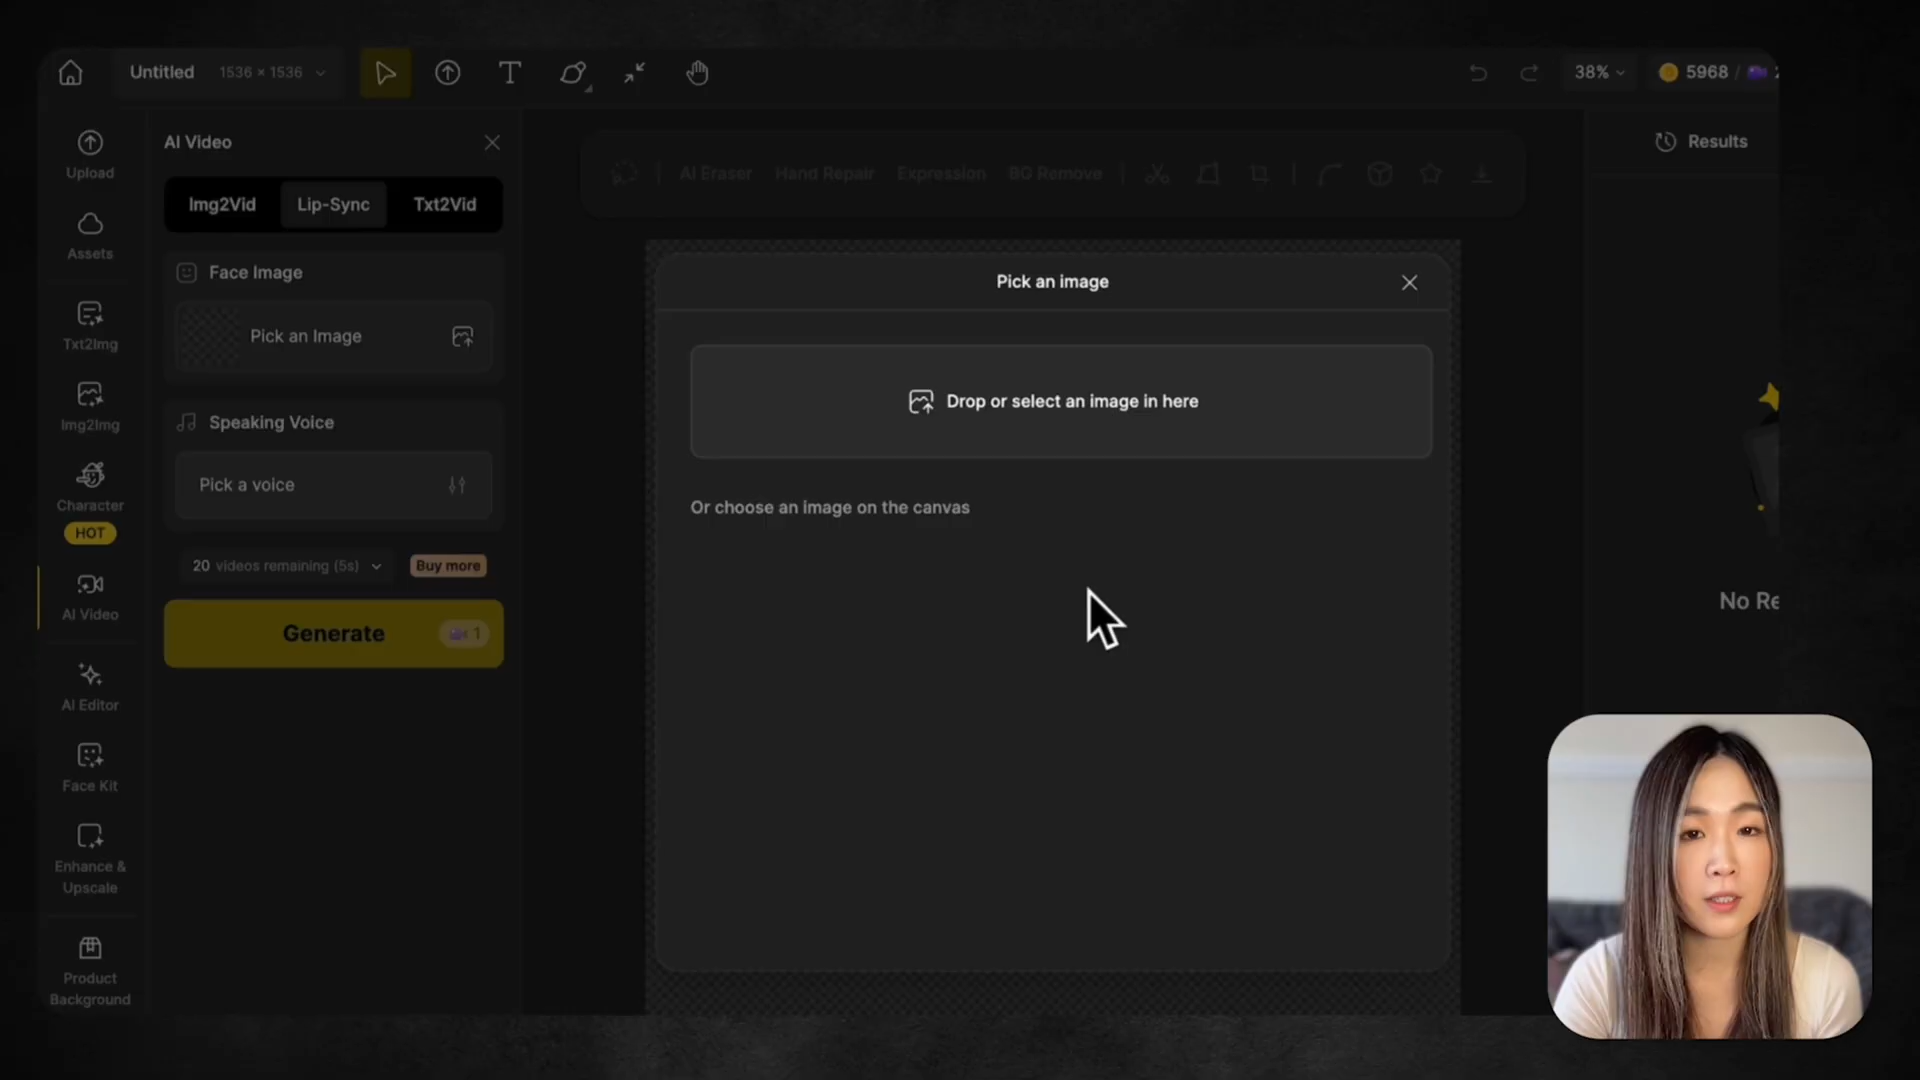 Untitled 1536 × 1536
38%
5968 /
Upload
Assets
Txt2Img
Img2Img
Character
HOT
AI Video
AI Editor
Face Kit
Enhance &
Upscale
Product
Background
AI Video
Img2Vid Lip-Sync Txt2Vid
Face Image
Pick an Image
Speaking Voice
Pick a voice
20 videos remaining (5s) Buy more
Generate 1
AI Eraser Hand Repair Expression BG Remove
Pick an image
Drop or select an image in here
Or choose an image on the canvas
Results
No Re